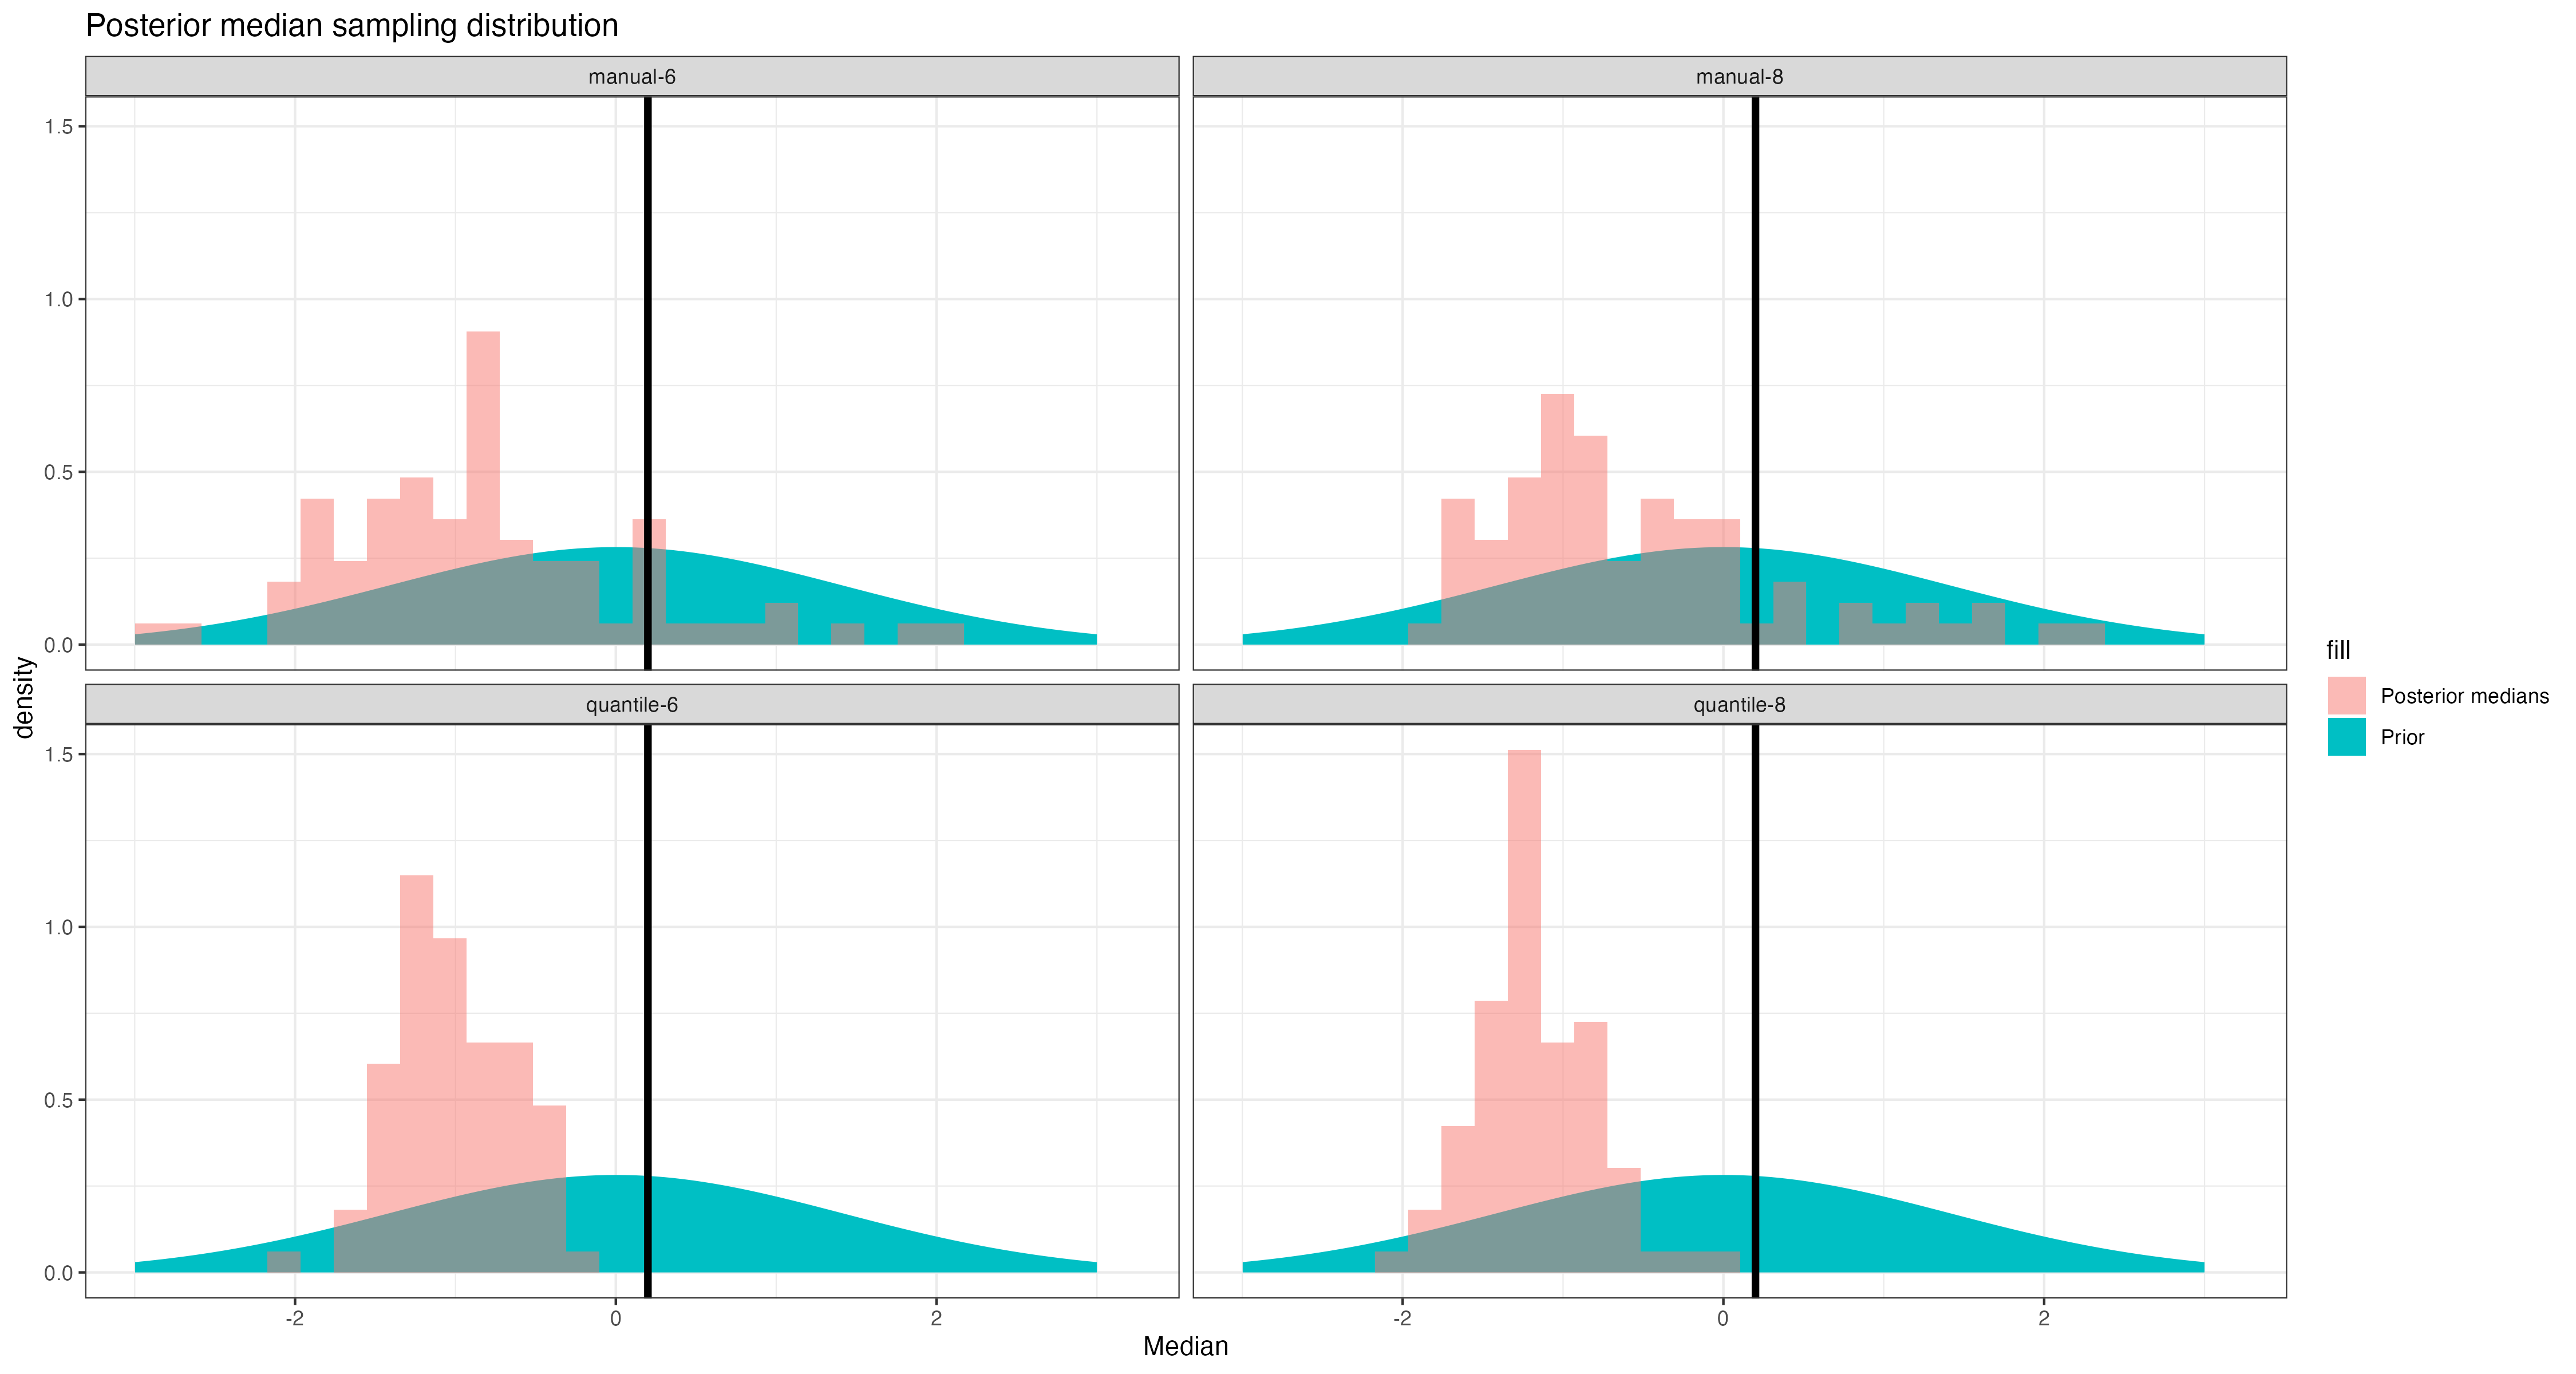 Posterior median sampling distribution
manual-6
manual-8
1.5
1.0
0.5
0.0
density
quantile-6
quantile-8
1.5
1.0
0.5
0.0
-2
0
2
-2
0
2
Median
fill
Posterior medians
Prior